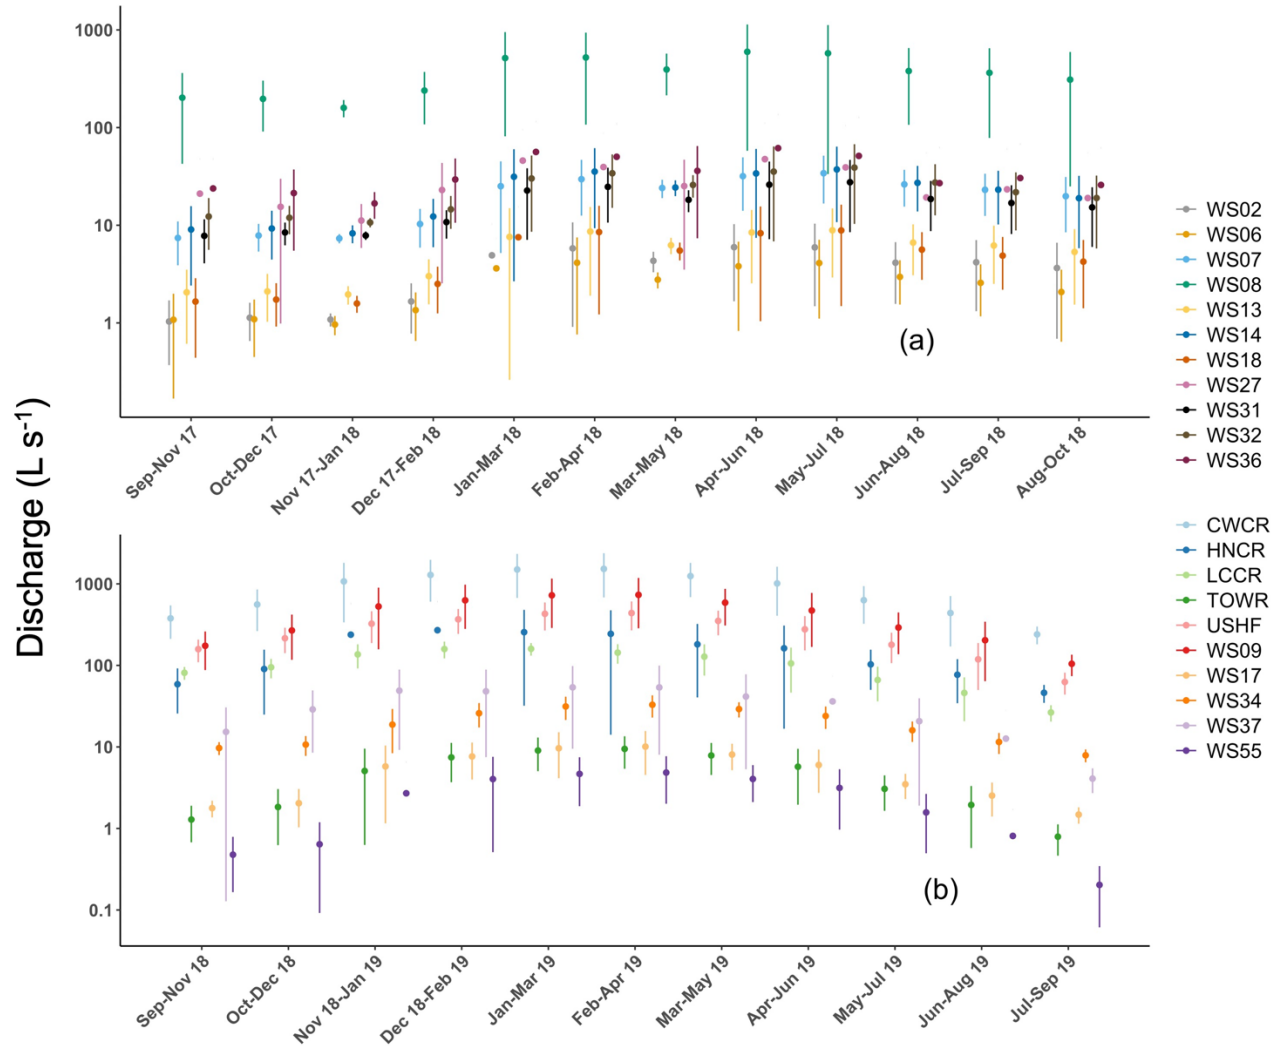 Discharge (L s-1)
1000
100
10
1
(a)
Sep-Nov 17
Oct-Dec 17
Nov 17-Jan 18
Dec 17-Feb 18
Jan-Mar 18
Feb-Apr 18
Mar-May 18
Apr-Jun 18
May-Jul 18
Jun-Aug 18
Jul-Sep 18
Aug-Oct 18
WS02
WS06
WS07
WS08
WS13
WS14
WS18
WS27
WS31
WS32
WS36
1000
100
10
1
0.1
(b)
Sep-Nov 18
Oct-Dec 18
Nov 18-Jan 19
Dec 18-Feb 19
Jan-Mar 19
Feb-Apr 19
Mar-May 19
Apr-Jun 19
May-Jul 19
Jun-Aug 19
Jul-Sep 19
CWCR
HNCR
LCCR
TOWR
USHF
WS09
WS17
WS34
WS37
WS55